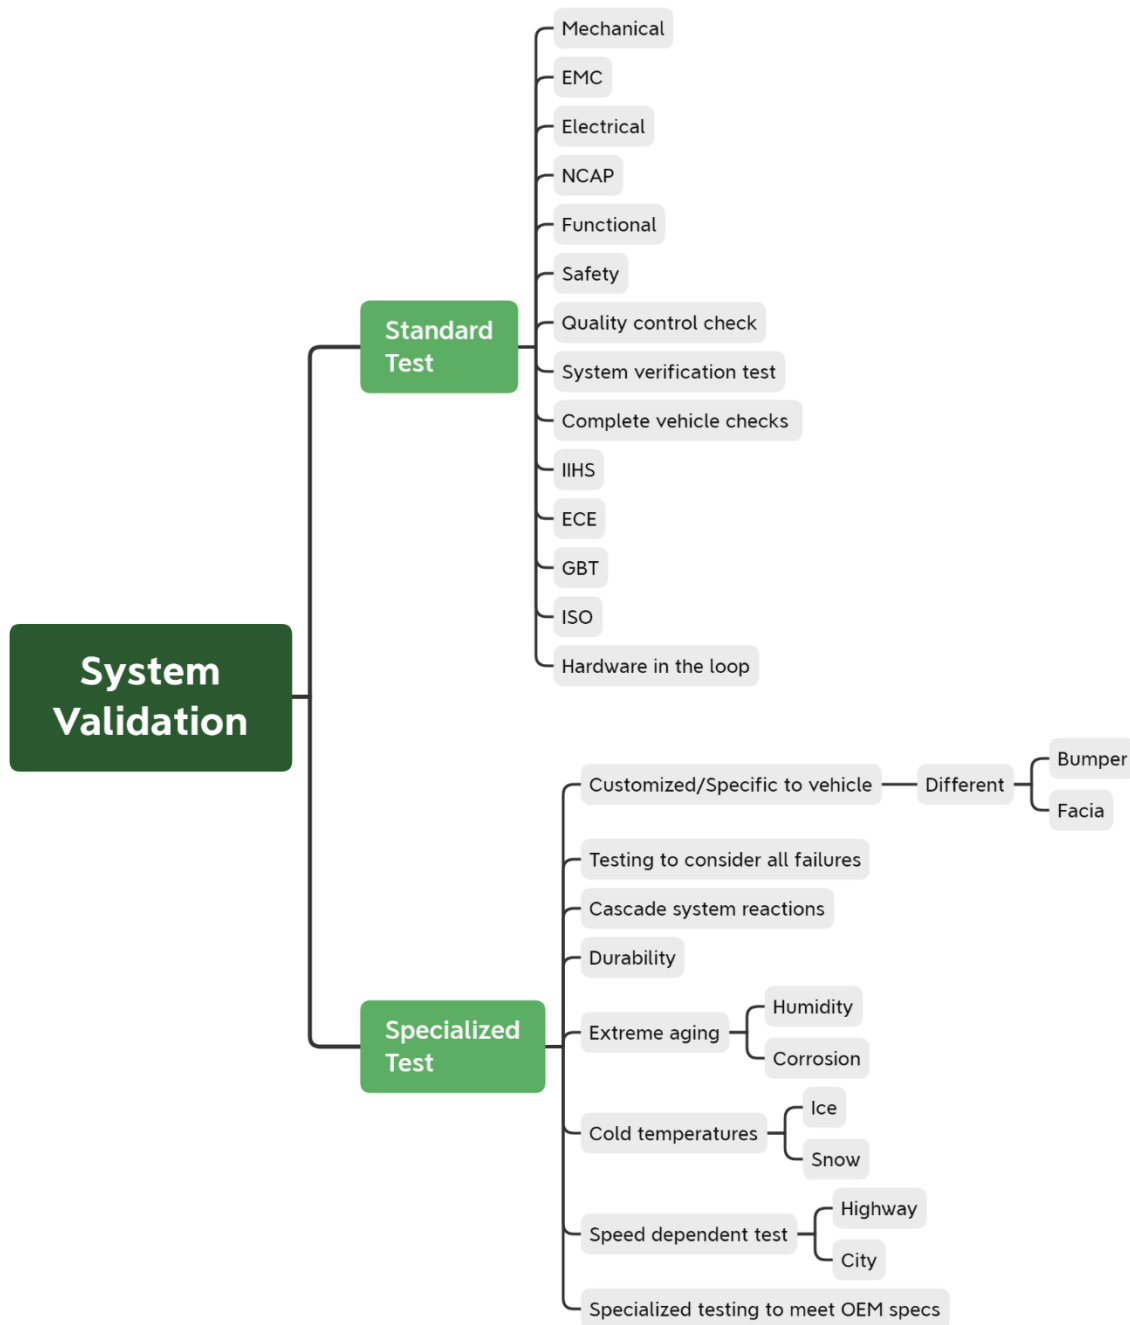 System
Validation
Standard
Test
Mechanical
EMC
Electrical
NCAP
Functional
Safety
Quality control check
System verification test
Complete vehicle checks
IIHS
ECE
GBT
ISO
Hardware in the loop
Specialized
Test
Customized/Specific to vehicle
Different
Bumper
Facia
Testing to consider all failures
Cascade system reactions
Durability
Extreme aging
Humidity
Corrosion
Cold temperatures
Ice
Snow
Speed dependent test
Highway
City
Specialized testing to meet OEM specs